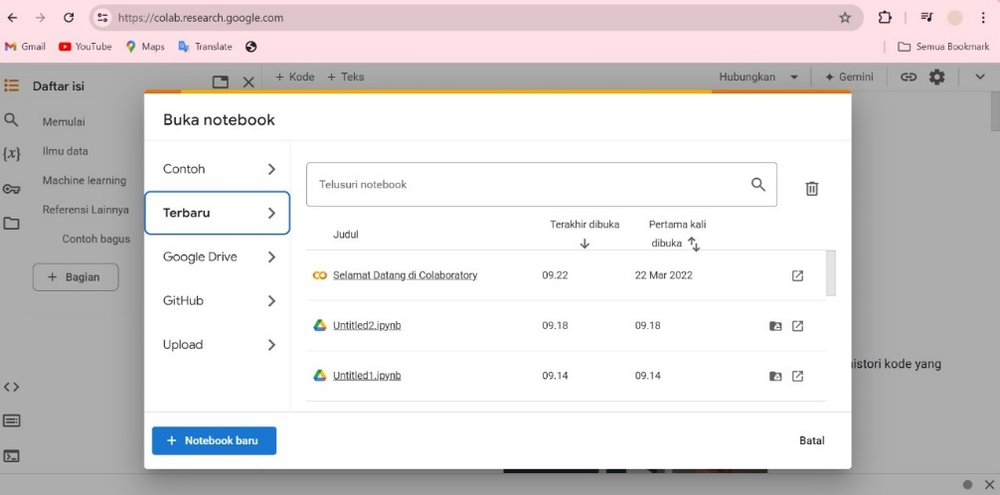 https://colab.research.google.com
Gmail YouTube Maps Translate Semua Bookmark
Daftar isi
+ Kode + Teks
Hubungkan Gemini
Memulai
Ilmu data
Machine learning
Referensi Lainnya
Contoh bagus
+ Bagian
Buka notebook
Contoh
Terbaru
Google Drive
GitHub
Upload
Telusuri notebook
Judul
Terakhir dibuka
Pertama kali
dibuka
Selamat Datang di Colaboratory 09.22 22 Mar 2022
Untitled2.ipynb 09.18 09.18
Untitled1.ipynb 09.14 09.14
+ Notebook baru
Batal
kode yang